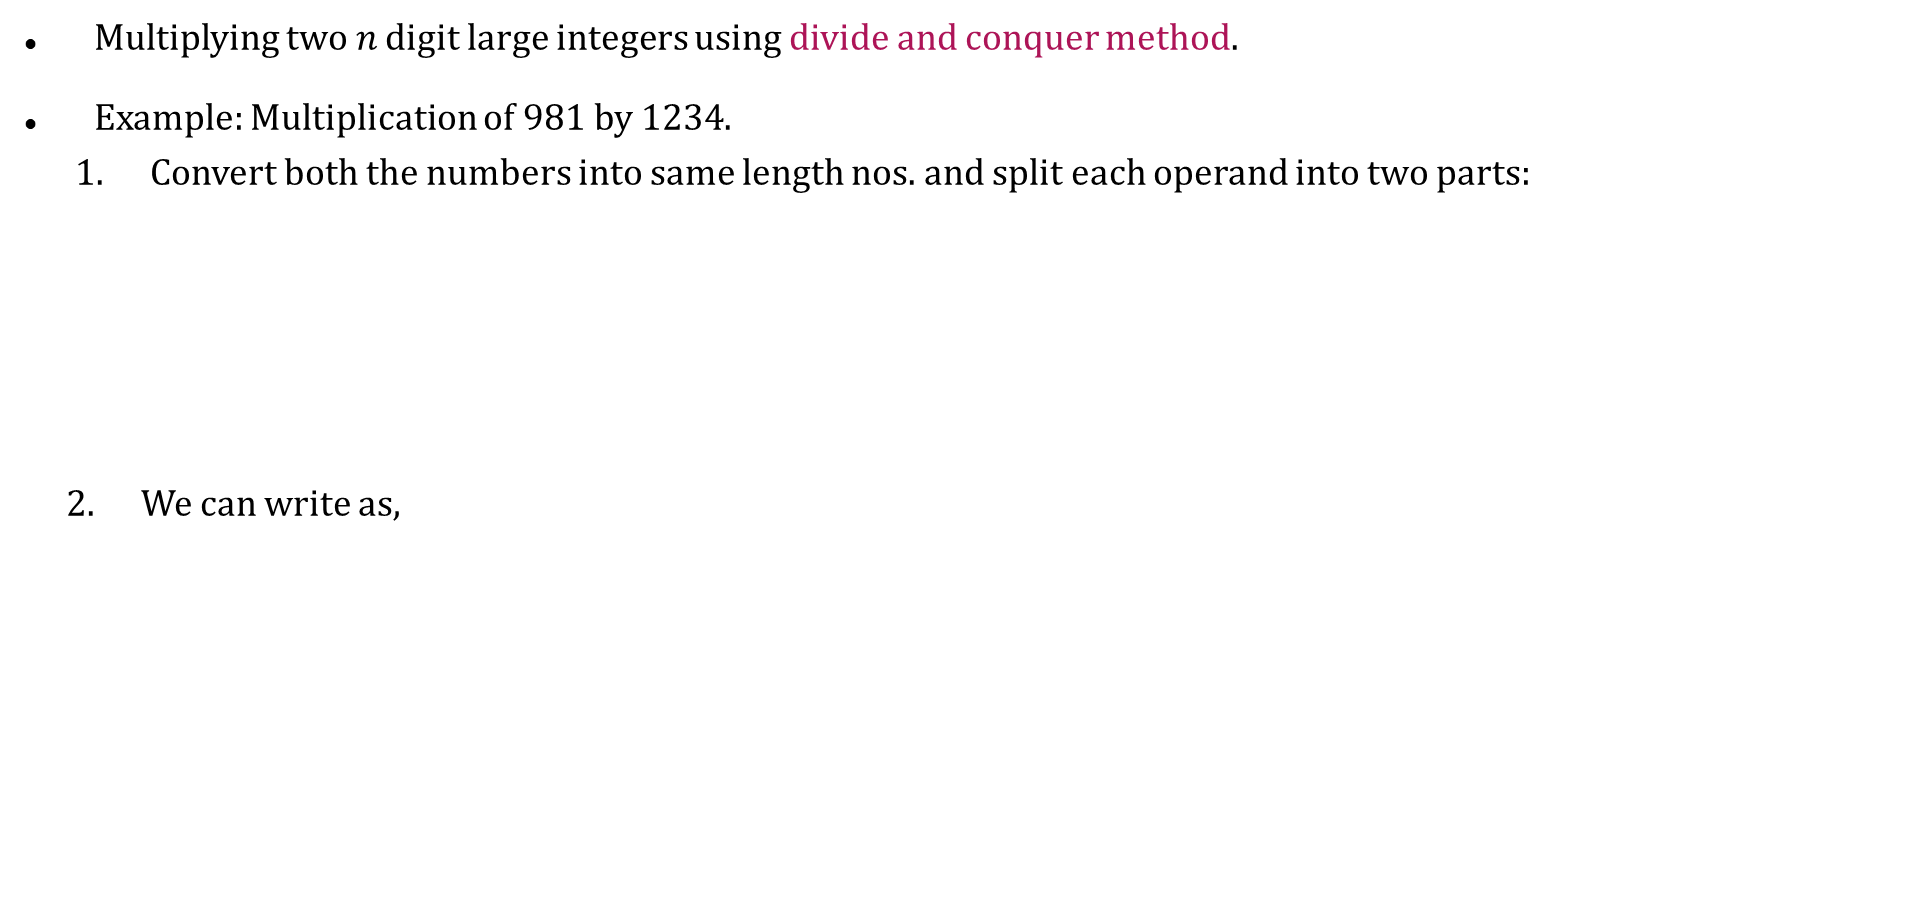 • Multiplying two n digit large integers using divide and conquer method.
• Example: Multiplication of 981 by 1234.
1. Convert both the numbers into same length nos. and split each operand into two parts:
2. We can write as,